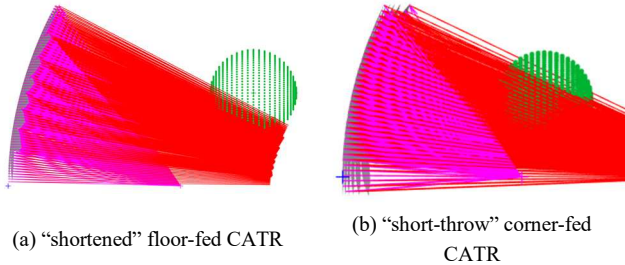 (a) “shortened” floor-fed CATR
(b) “short-throw” corner-fed
CATR